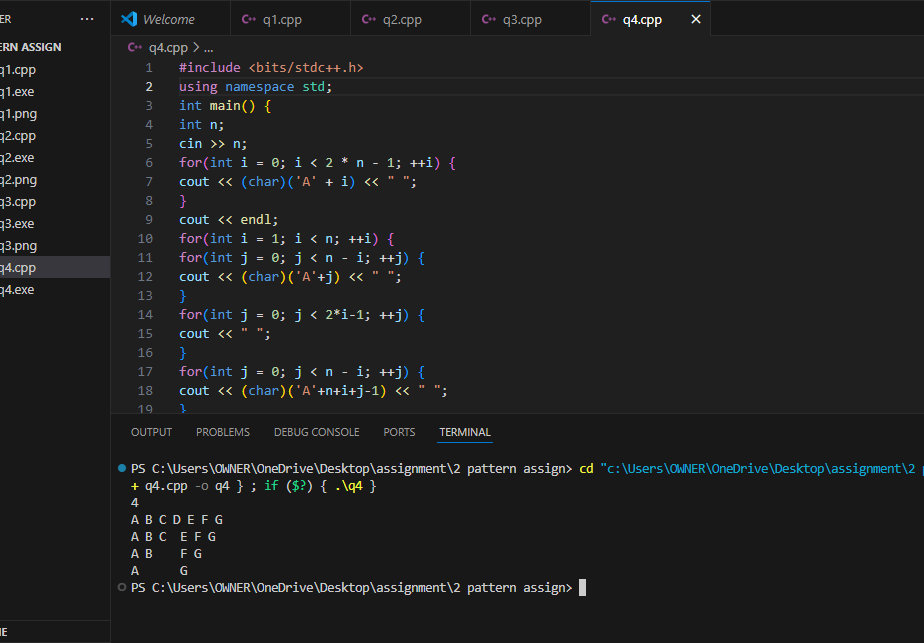 ER ...
Welcome
C++ q1.cpp
C++ q2.cpp
C++ q3.cpp
C++ q4.cpp ×
ERN ASSIGN
q1.cpp
q1.exe
q1.png
q2.cpp
q2.exe
q2.png
q3.cpp
q3.exe
q3.png
q4.cpp
q4.exe
C++ q4.cpp > ...
1 #include <bits/stdc++.h>
2 using namespace std;
3 int main() {
4 int n;
5 cin >> n;
6 for(int i = 0; i < 2 * n - 1; ++i) {
7 cout << (char)('A' + i) << " ";
8 }
9 cout << endl;
10 for(int i = 1; i < n; ++i) {
11 for(int j = 0; j < n - i; ++j) {
12 cout << (char)('A'+j) << " ";
13 }
14 for(int j = 0; j < 2*i-1; ++j) {
15 cout << " ";
16 }
17 for(int j = 0; j < n - i; ++j) {
18 cout << (char)('A'+n+i+j-1) << " ";
19 }
OUTPUT PROBLEMS DEBUG CONSOLE PORTS TERMINAL
PS C:\Users\OWNER\OneDrive\Desktop\assignment\2 pattern assign> cd "c:\Users\OWNER\OneDrive\Desktop\assignment\2 p
+ q4.cpp -o q4 } ; if ($?) { .\q4 }
4
A B C D E F G
A B C  E F G
A B    F G
A      G
PS C:\Users\OWNER\OneDrive\Desktop\assignment\2 pattern assign>
NE